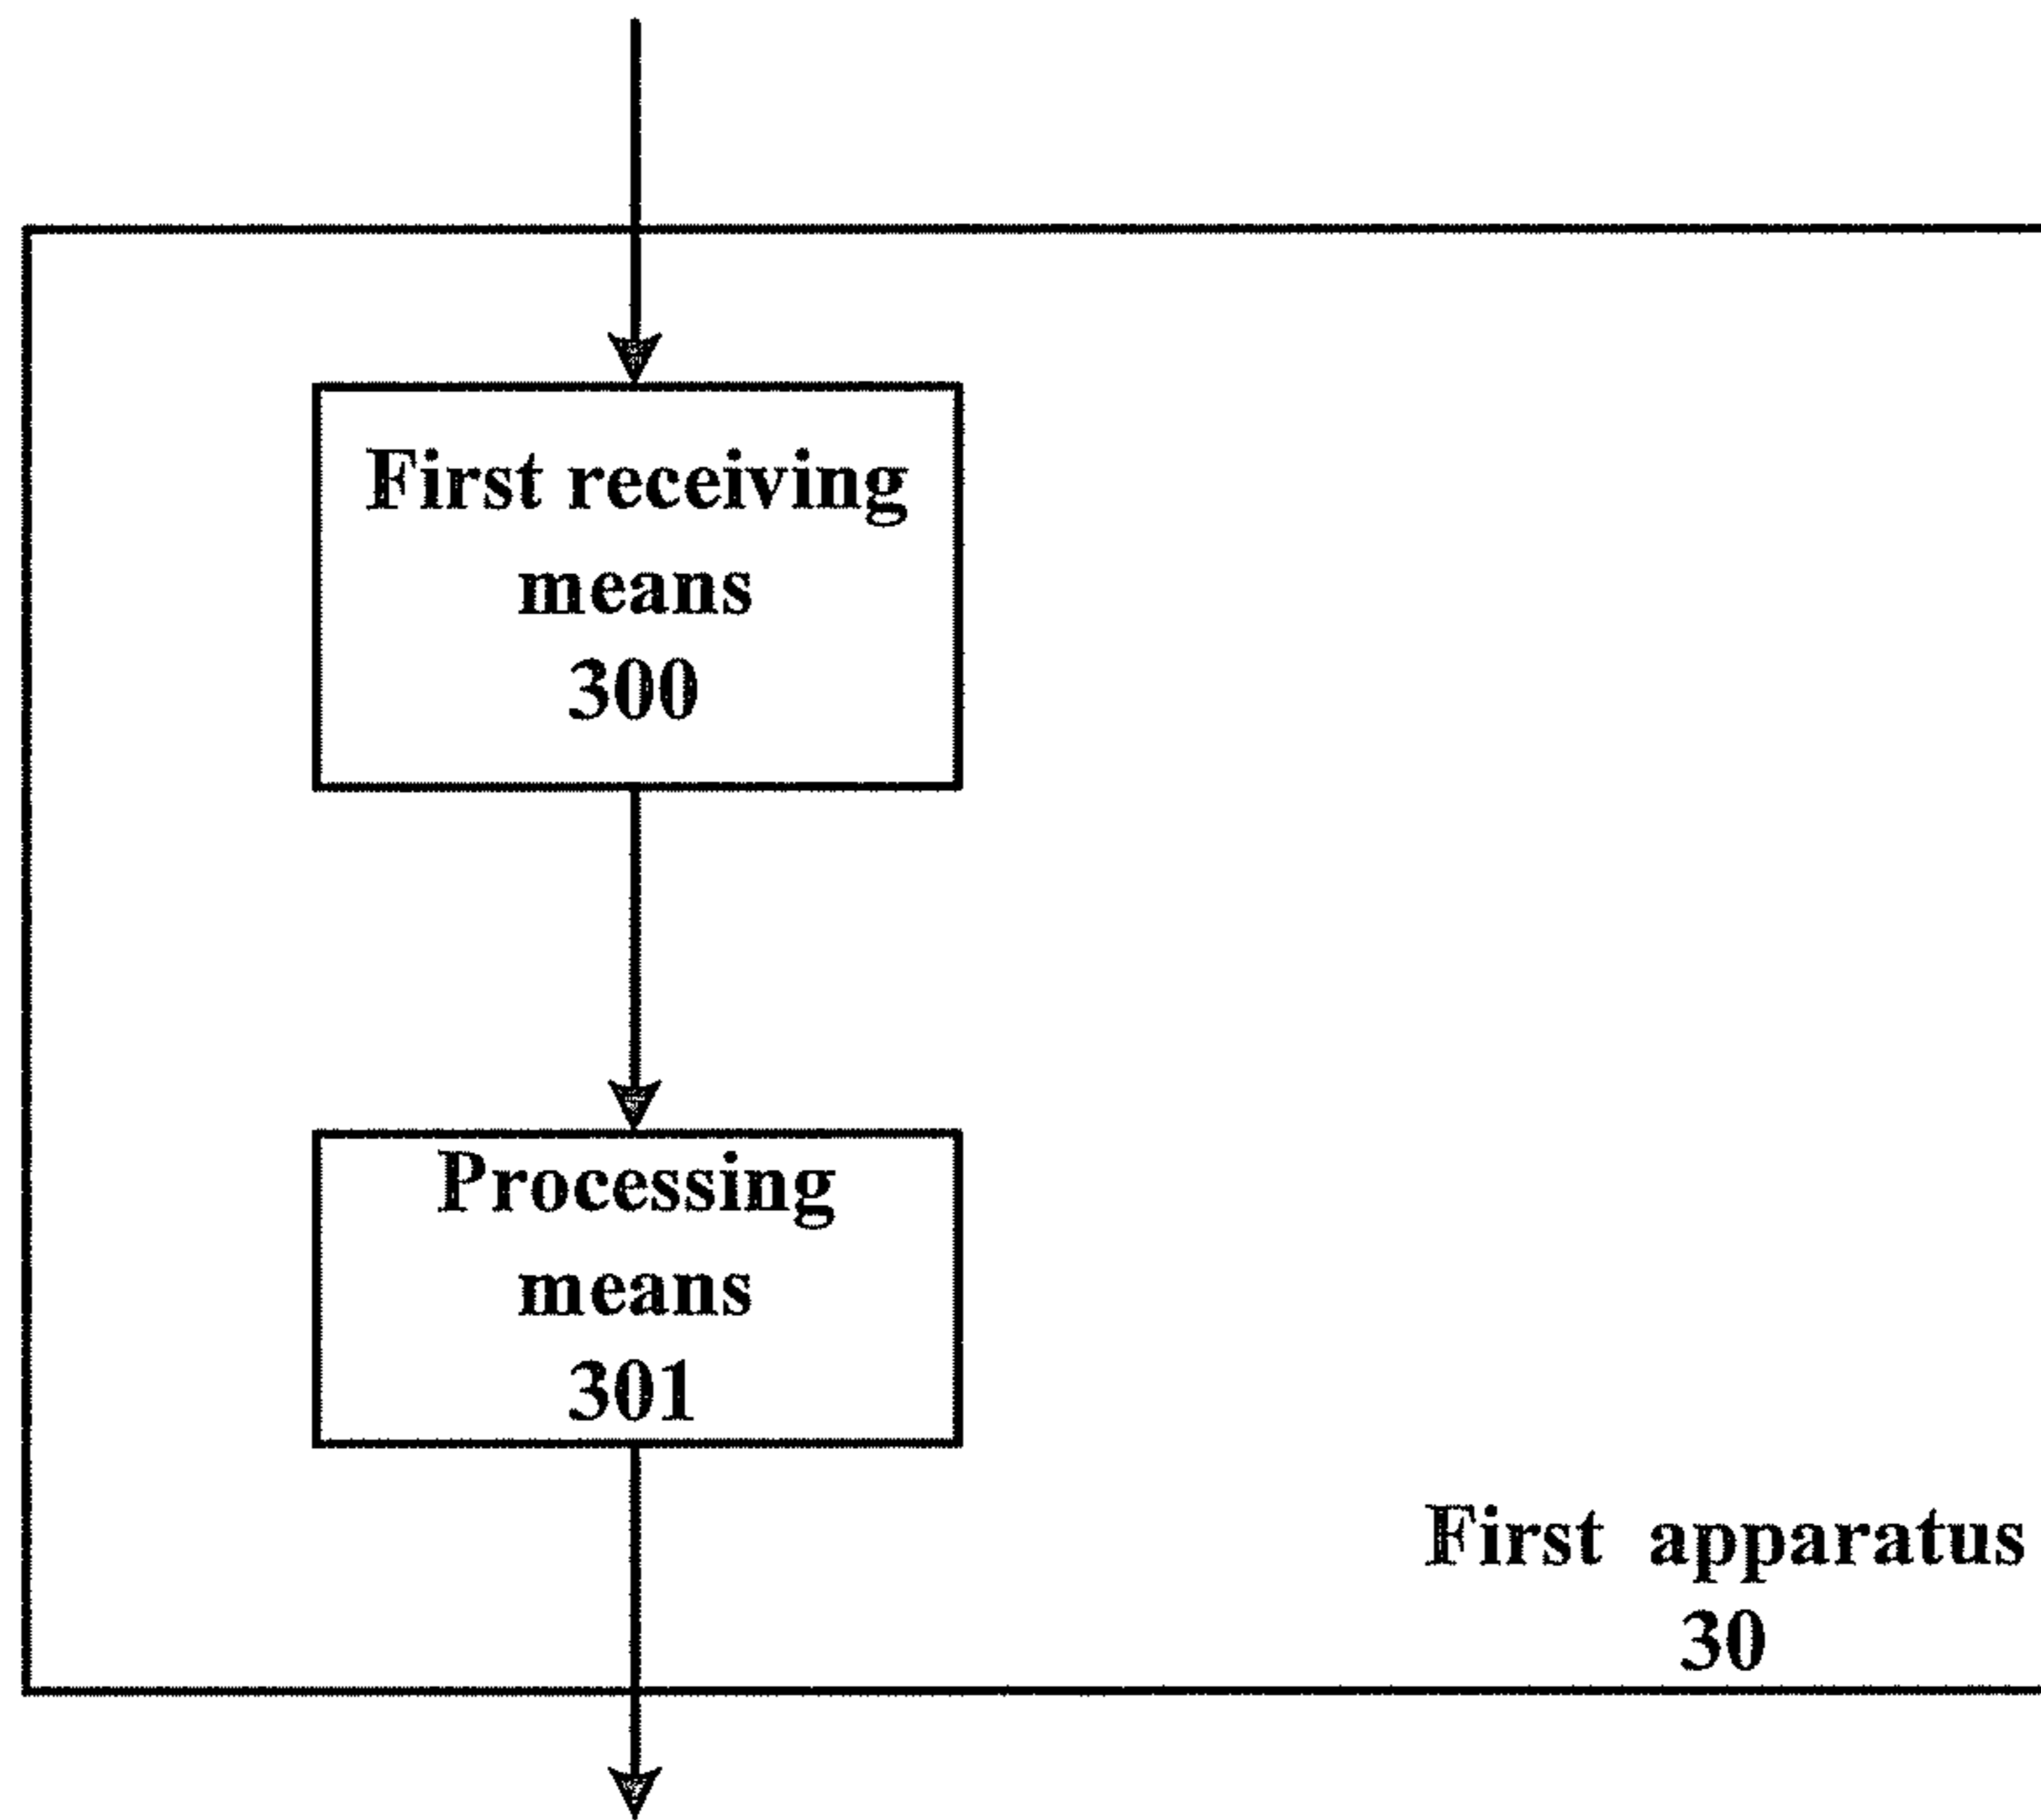 First receiving
means
300
Processing
means
301
First apparatus
30